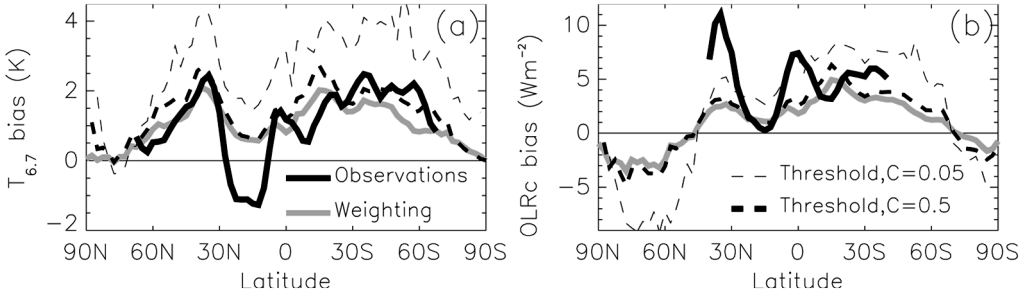 (a)
4
2
0
−2
T6.7 bias (K)
Observations
Weighting
90N 60N 30N 0 30S 60S 90S
Latitude
(b)
10
5
0
−5
OLRc bias (Wm⁻²)
Threshold,C=0.05
Threshold,C=0.5
90N 60N 30N 0 30S 60S 90S
Latitude